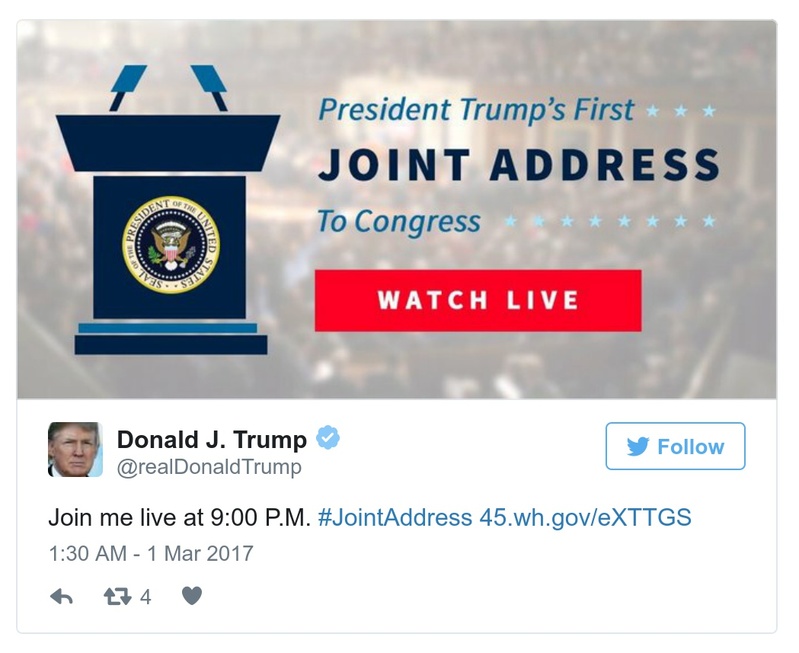 President Trump's First
JOINT ADDRESS
To Congress
SEAL OF THE PRESIDENT OF THE UNITED STATES
WATCH LIVE
Donald J. Trump
@realDonaldTrump
Follow
Join me live at 9:00 P.M. #JointAddress 45.wh.gov/eXTTGS
1:30 AM - 1 Mar 2017
4